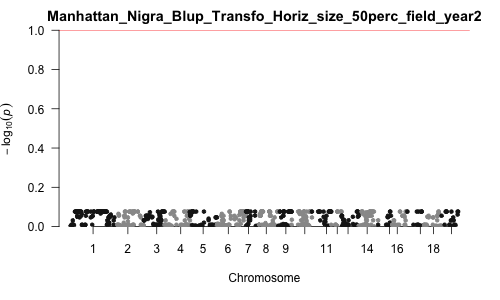 Manhattan_Nigra_Blup_Transfo_Horiz_size_50perc_field_year2
1.0
0.8
0.6
0.4
0.2
0.0
− log10(p)
1 2 3 4 5 6 7 8 9 11 14 16 18
Chromosome